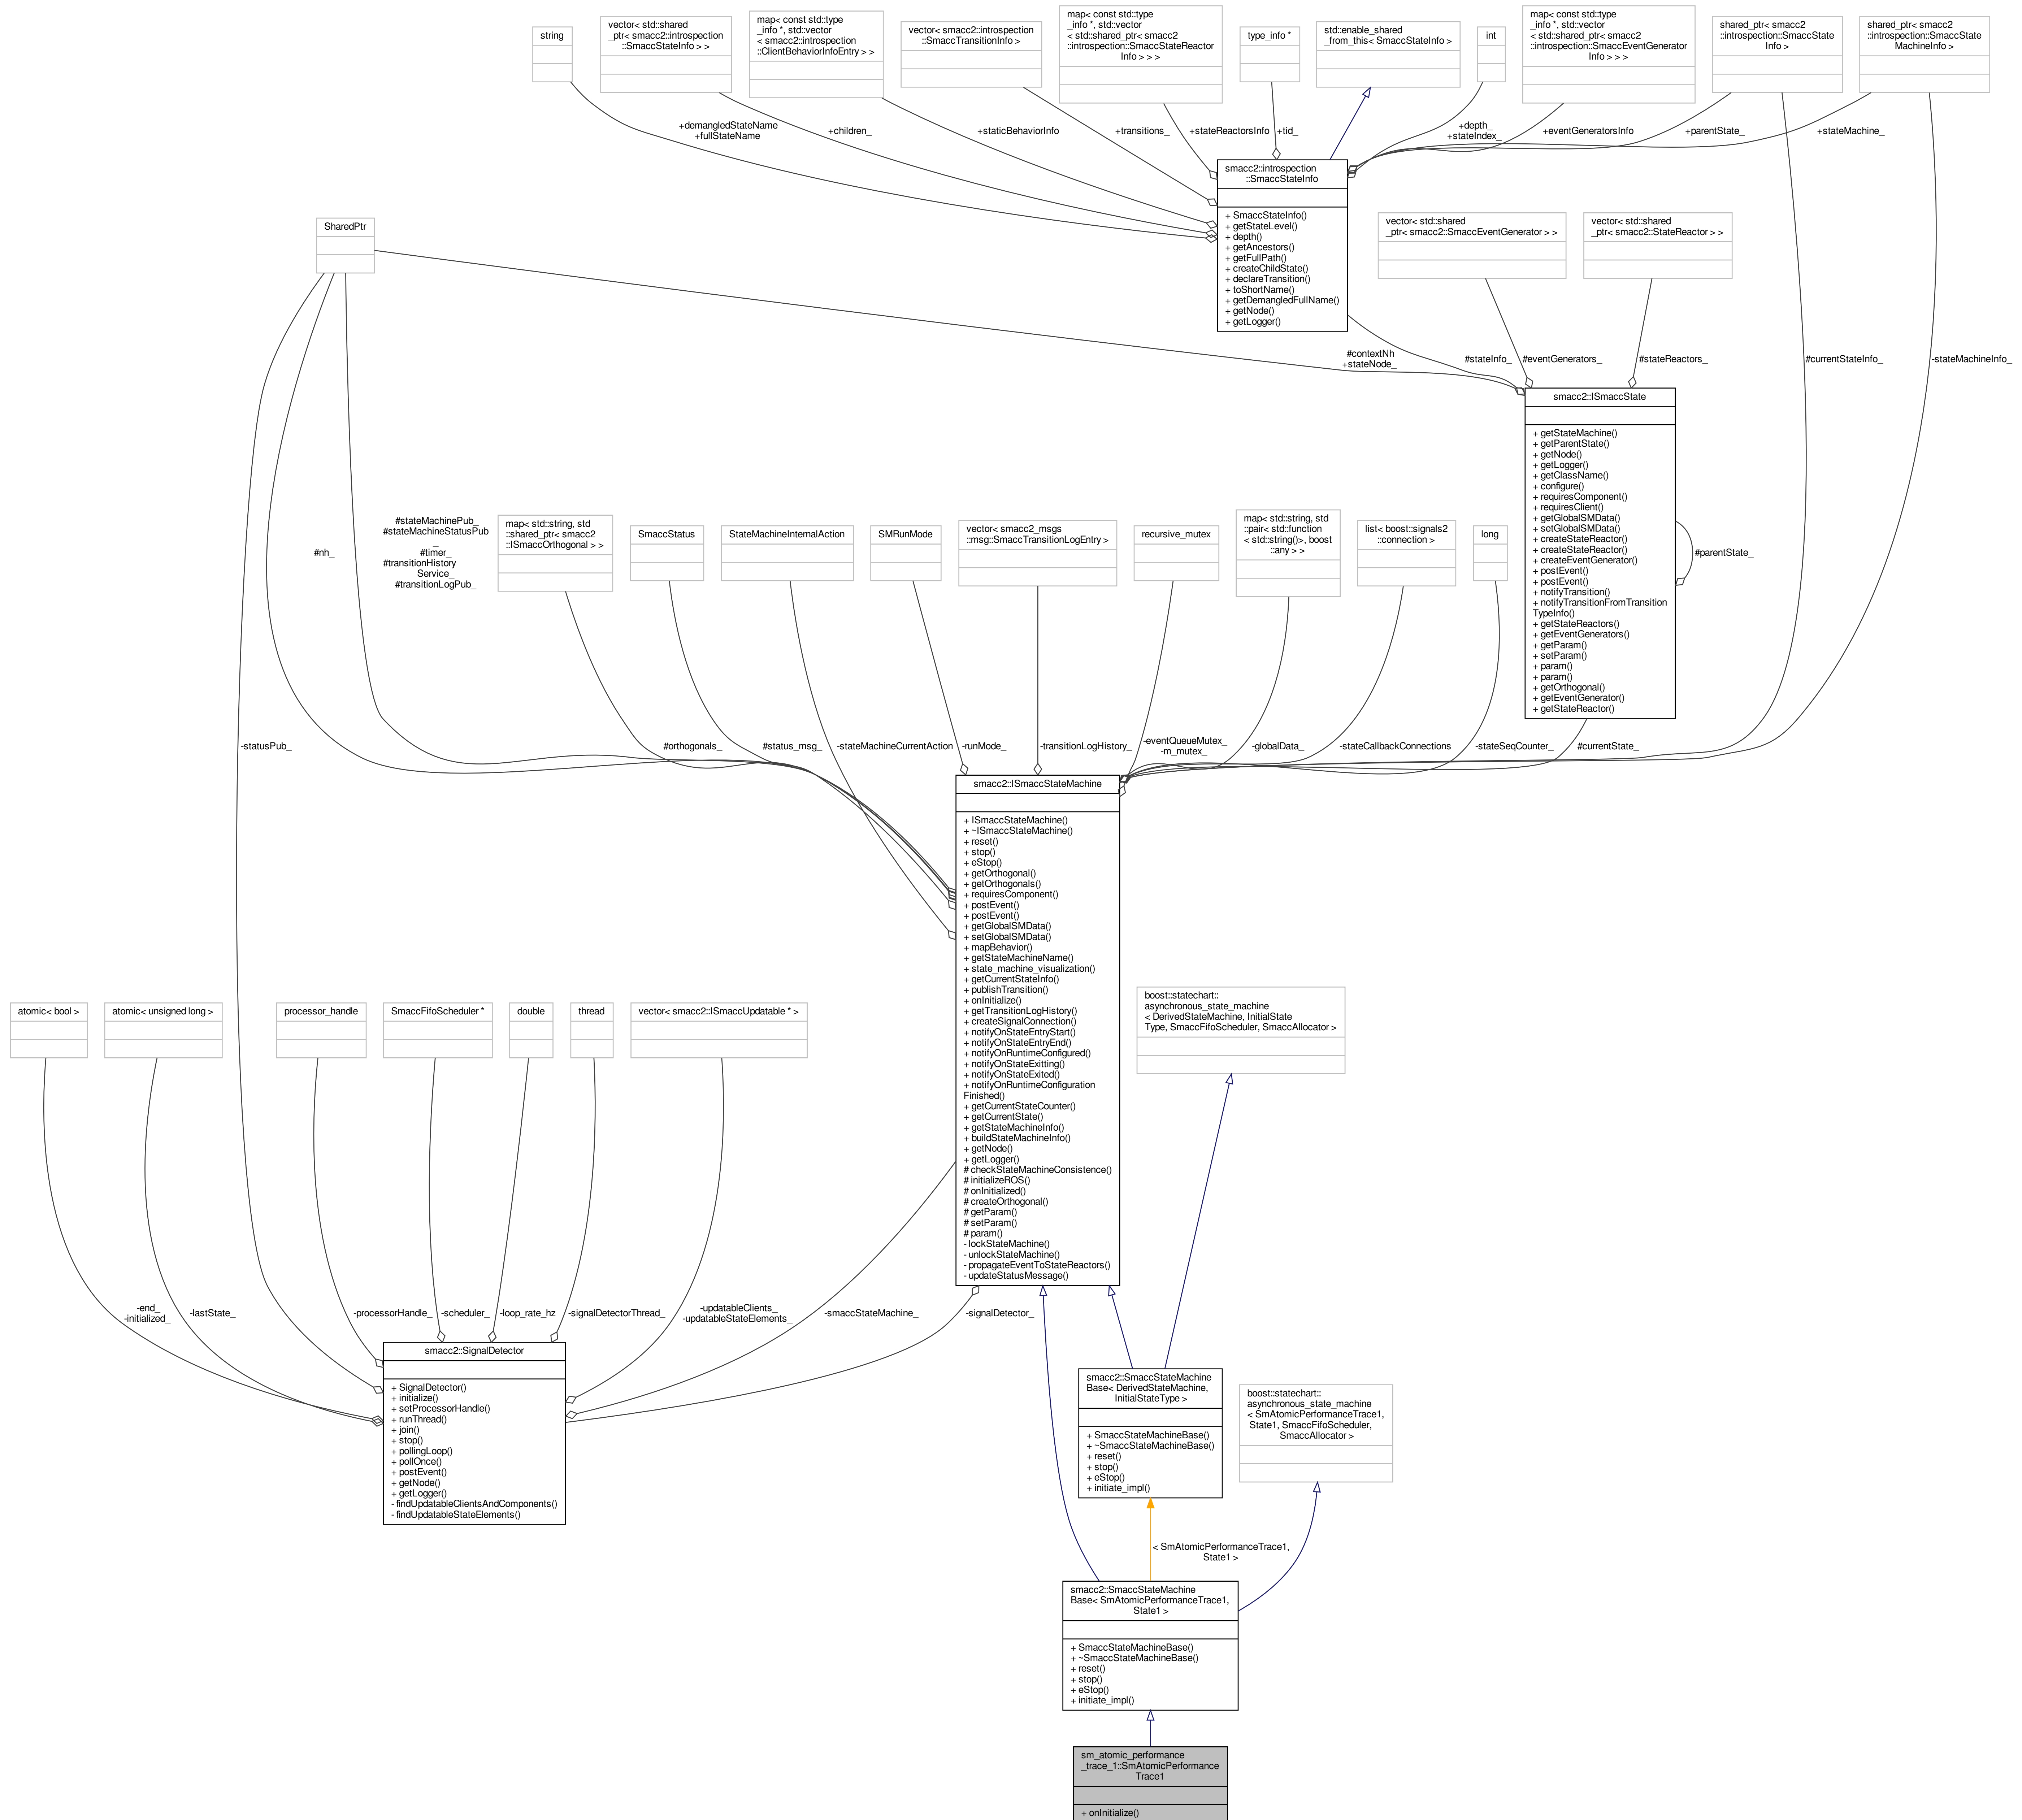 string
vector< std::shared
_ptr< smacc2::introspection
::SmaccStateInfo > >
map< const std::type
_info *, std::vector
< smacc2::introspection
::ClientBehaviorInfoEntry > >
vector< smacc2::introspection
::SmaccTransitionInfo >
map< const std::type
_info *, std::vector
< std::shared_ptr< smacc2
::introspection::SmaccStateReactor
Info > > >
type_info *
std::enable_shared
_from_this< SmaccStateInfo >
int
map< const std::type
_info *, std::vector
< std::shared_ptr< smacc2
::introspection::SmaccEventGenerator
Info > > >
shared_ptr< smacc2
::introspection::SmaccState
Info >
shared_ptr< smacc2
::introspection::SmaccState
MachineInfo >
+demangledStateName
+fullStateName
+children_
+staticBehaviorInfo
+transitions_
+stateReactorsInfo
+tid_
+depth_
+stateIndex_
+eventGeneratorsInfo
+parentState_
+stateMachine_
smacc2::introspection
::SmaccStateInfo
+ SmaccStateInfo()
+ getStateLevel()
+ depth()
+ getAncestors()
+ getFullPath()
+ createChildState()
+ declareTransition()
+ toShortName()
+ getDemangledFullName()
+ getNode()
+ getLogger()
SharedPtr
vector< std::shared
_ptr< smacc2::SmaccEventGenerator > >
vector< std::shared
_ptr< smacc2::StateReactor > >
#contextNh
+stateNode_
#stateInfo_
#eventGenerators_
#stateReactors_
#currentStateInfo_
-stateMachineInfo_
smacc2::ISmaccState
+ getStateMachine()
+ getParentState()
+ getNode()
+ getLogger()
+ getClassName()
+ configure()
+ requiresComponent()
+ requiresClient()
+ getGlobalSMData()
+ setGlobalSMData()
+ createStateReactor()
+ createStateReactor()
+ createEventGenerator()
+ postEvent()
+ postEvent()
+ notifyTransition()
+ notifyTransitionFromTransition
TypeInfo()
+ getStateReactors()
+ getEventGenerators()
+ getParam()
+ setParam()
+ param()
+ param()
+ getOrthogonal()
+ getEventGenerator()
+ getStateReactor()
#parentState_
#nh_
#stateMachinePub_
#stateMachineStatusPub
_
#timer_
#transitionHistory
Service_
#transitionLogPub_
map< std::string, std
::shared_ptr< smacc2
::ISmaccOrthogonal > >
SmaccStatus
StateMachineInternalAction
SMRunMode
vector< smacc2_msgs
::msg::SmaccTransitionLogEntry >
recursive_mutex
map< std::string, std
::pair< std::function
< std::string()>, boost
::any > >
list< boost::signals2
::connection >
long
-statusPub_
#orthogonals_
#status_msg_
-stateMachineCurrentAction
-runMode_
-transitionLogHistory_
-eventQueueMutex_
-m_mutex_
-globalData_
-stateCallbackConnections
-stateSeqCounter_
#currentState_
smacc2::ISmaccStateMachine
+ ISmaccStateMachine()
+ ~ISmaccStateMachine()
+ reset()
+ stop()
+ eStop()
+ getOrthogonal()
+ getOrthogonals()
+ requiresComponent()
+ postEvent()
+ postEvent()
+ getGlobalSMData()
+ setGlobalSMData()
+ mapBehavior()
+ getStateMachineName()
+ state_machine_visualization()
+ getCurrentStateInfo()
+ publishTransition()
+ onInitialize()
+ getTransitionLogHistory()
+ createSignalConnection()
+ notifyOnStateEntryStart()
+ notifyOnStateEntryEnd()
+ notifyOnRuntimeConfigured()
+ notifyOnStateExitting()
+ notifyOnStateExited()
+ notifyOnRuntimeConfiguration
Finished()
+ getCurrentStateCounter()
+ getCurrentState()
+ getStateMachineInfo()
+ buildStateMachineInfo()
+ getNode()
+ getLogger()
# checkStateMachineConsistence()
# initializeROS()
# onInitialized()
# createOrthogonal()
# getParam()
# setParam()
# param()
- lockStateMachine()
- unlockStateMachine()
- propagateEventToStateReactors()
- updateStatusMessage()
atomic< bool >
atomic< unsigned long >
processor_handle
SmaccFifoScheduler *
double
thread
vector< smacc2::ISmaccUpdatable * >
boost::statechart::
asynchronous_state_machine
< DerivedStateMachine, InitialState
Type, SmaccFifoScheduler, SmaccAllocator >
-end_
-initialized_
-lastState_
-processorHandle_
-scheduler_
-loop_rate_hz
-signalDetectorThread_
-updatableClients_
-updatableStateElements_
-smaccStateMachine_
-signalDetector_
smacc2::SignalDetector
+ SignalDetector()
+ initialize()
+ setProcessorHandle()
+ runThread()
+ join()
+ stop()
+ pollingLoop()
+ pollOnce()
+ postEvent()
+ getNode()
+ getLogger()
- findUpdatableClientsAndComponents()
- findUpdatableStateElements()
smacc2::SmaccStateMachine
Base< DerivedStateMachine,
InitialStateType >
+ SmaccStateMachineBase()
+ ~SmaccStateMachineBase()
+ reset()
+ stop()
+ eStop()
+ initiate_impl()
boost::statechart::
asynchronous_state_machine
< SmAtomicPerformanceTrace1,
State1, SmaccFifoScheduler,
SmaccAllocator >
< SmAtomicPerformanceTrace1,
State1 >
smacc2::SmaccStateMachine
Base< SmAtomicPerformanceTrace1,
State1 >
+ SmaccStateMachineBase()
+ ~SmaccStateMachineBase()
+ reset()
+ stop()
+ eStop()
+ initiate_impl()
sm_atomic_performance
_trace_1::SmAtomicPerformance
Trace1
+ onInitialize()